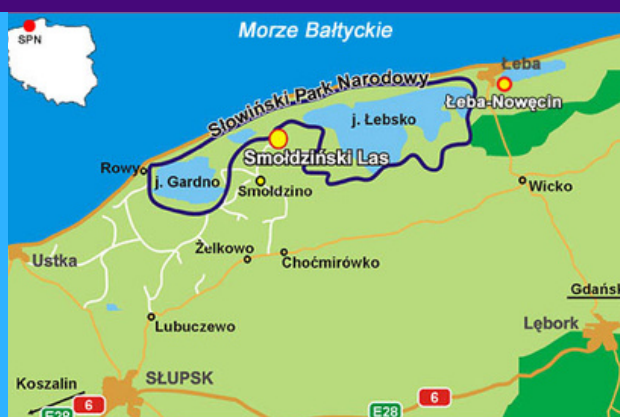 SPN
Morze Bałtyckie
Łeba
Słowiński Park Narodowy
Łeba-Nowęcin
j. Łebsko
Smołdziński Las
Rowy
j. Gardno
Smołdzino
Wicko
Żelkowo
Choćmirówko
Ustka
Gdańsk
Lubuczewo
Lębork
Koszalin
SŁUPSK
6
E28
6
E28